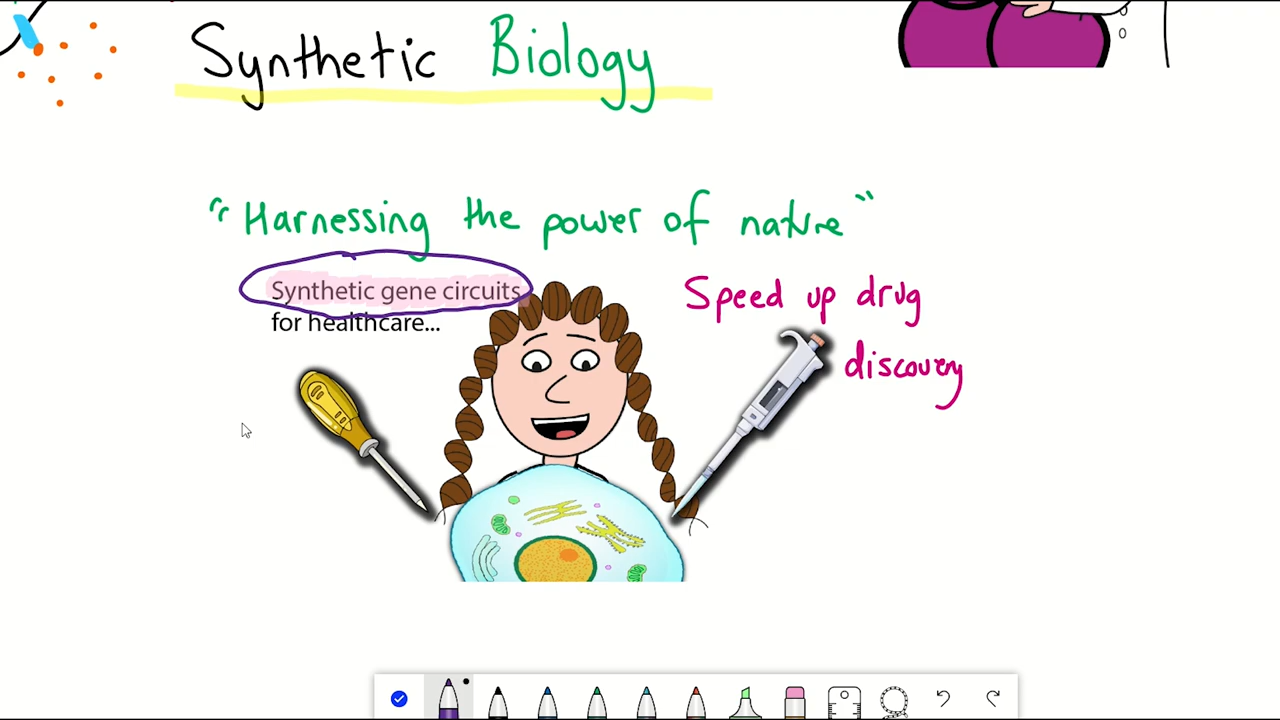 Synthetic Biology
"Harnessing the power of nature"
Synthetic gene circuits
for healthcare...
Speed up drug
discovery